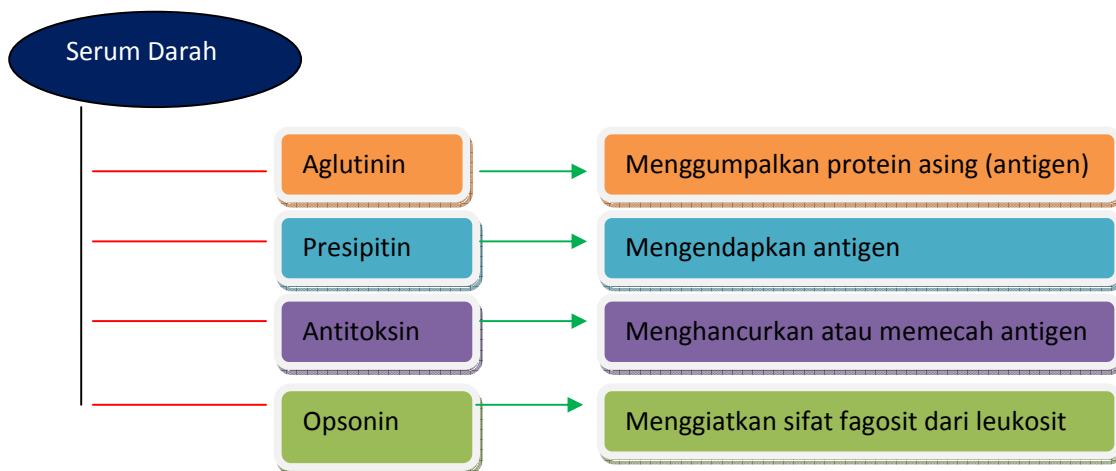 Serum Darah
Aglutinin
Menggumpalkan protein asing (antigen)
Presipitin
Mengendapkan antigen
Antitoksin
Menghancurkan atau memecah antigen
Opsonin
Menggiatkan sifat fagosit dari leukosit